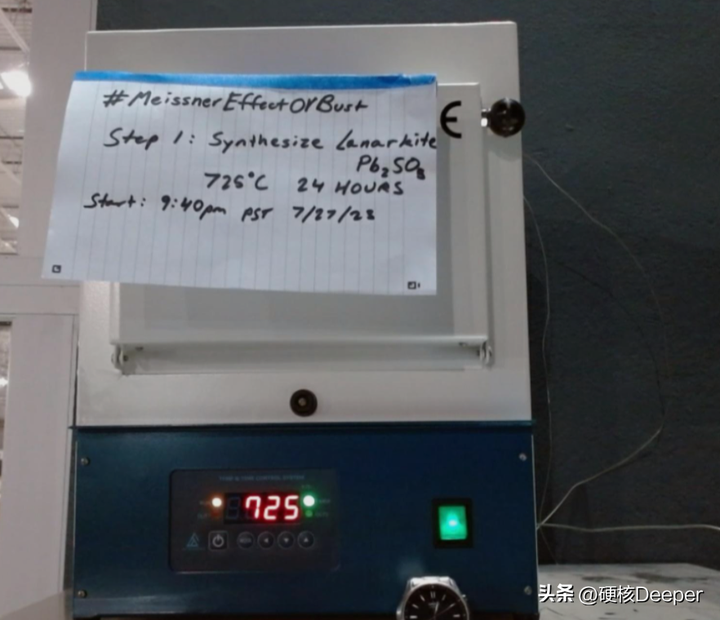 #MeissnerEffectOrBust
Step 1: Synthesize Lanarkite
Pb₂SO₅
725°C 24 HOURS
Start: 9:40pm PST 7/27/23
CE
725
头条 @硬核Deeper